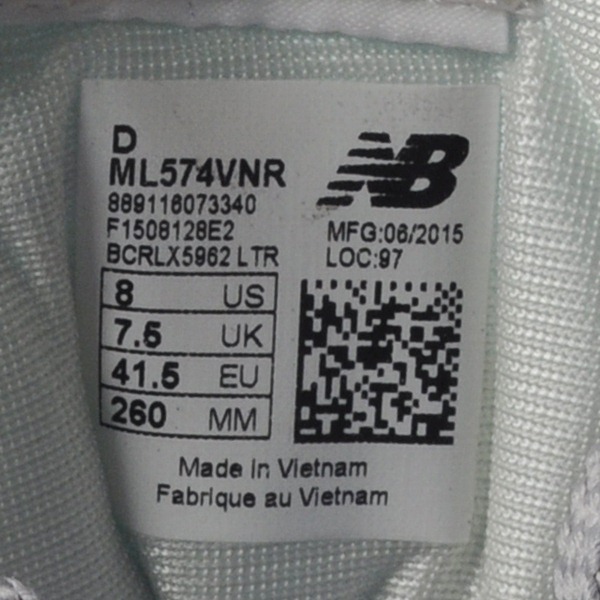 D
ML574VNR
NB
889116073340
F1508128E2
MFG:06/2015
BCRLX5962 LTR
LOC:97
8 US
7.5 UK
41.5 EU
260 MM
Made in Vietnam
Fabrique au Vietnam